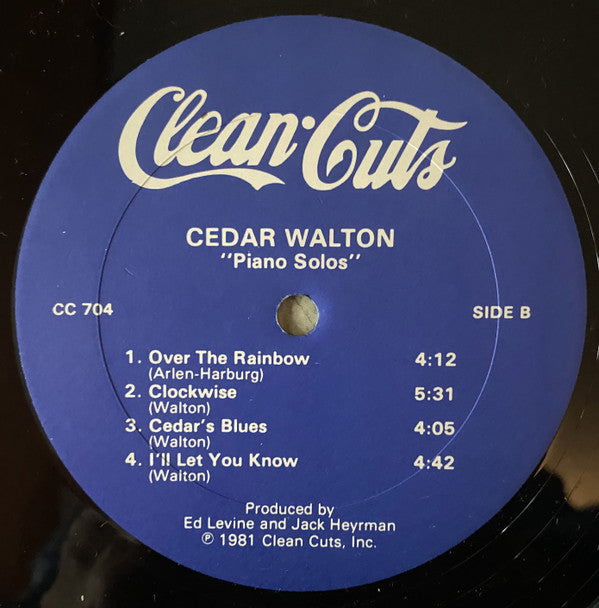 Clean·Cuts
CEDAR WALTON
"Piano Solos"
CC 704
SIDE B
1. Over The Rainbow 4:12
(Arlen-Harburg)
2. Clockwise 5:31
(Walton)
3. Cedar's Blues 4:05
(Walton)
4. I'll Let You Know 4:42
(Walton)
Produced by
Ed Levine and Jack Heyrman
℗ 1981 Clean Cuts, Inc.